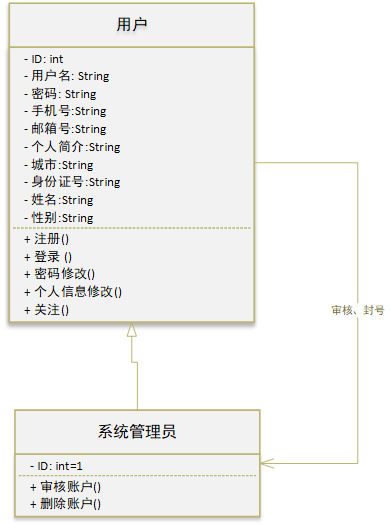 用户
- ID: int
- 用户名: String
- 密码: String
- 手机号:String
- 邮箱号:String
- 个人简介:String
- 城市:String
- 身份证号:String
- 姓名:String
- 性别:String
+ 注册()
+ 登录 ()
+ 密码修改()
+ 个人信息修改()
+ 关注()
审核、封号
系统管理员
- ID: int=1
+ 审核账户()
+ 删除账户()